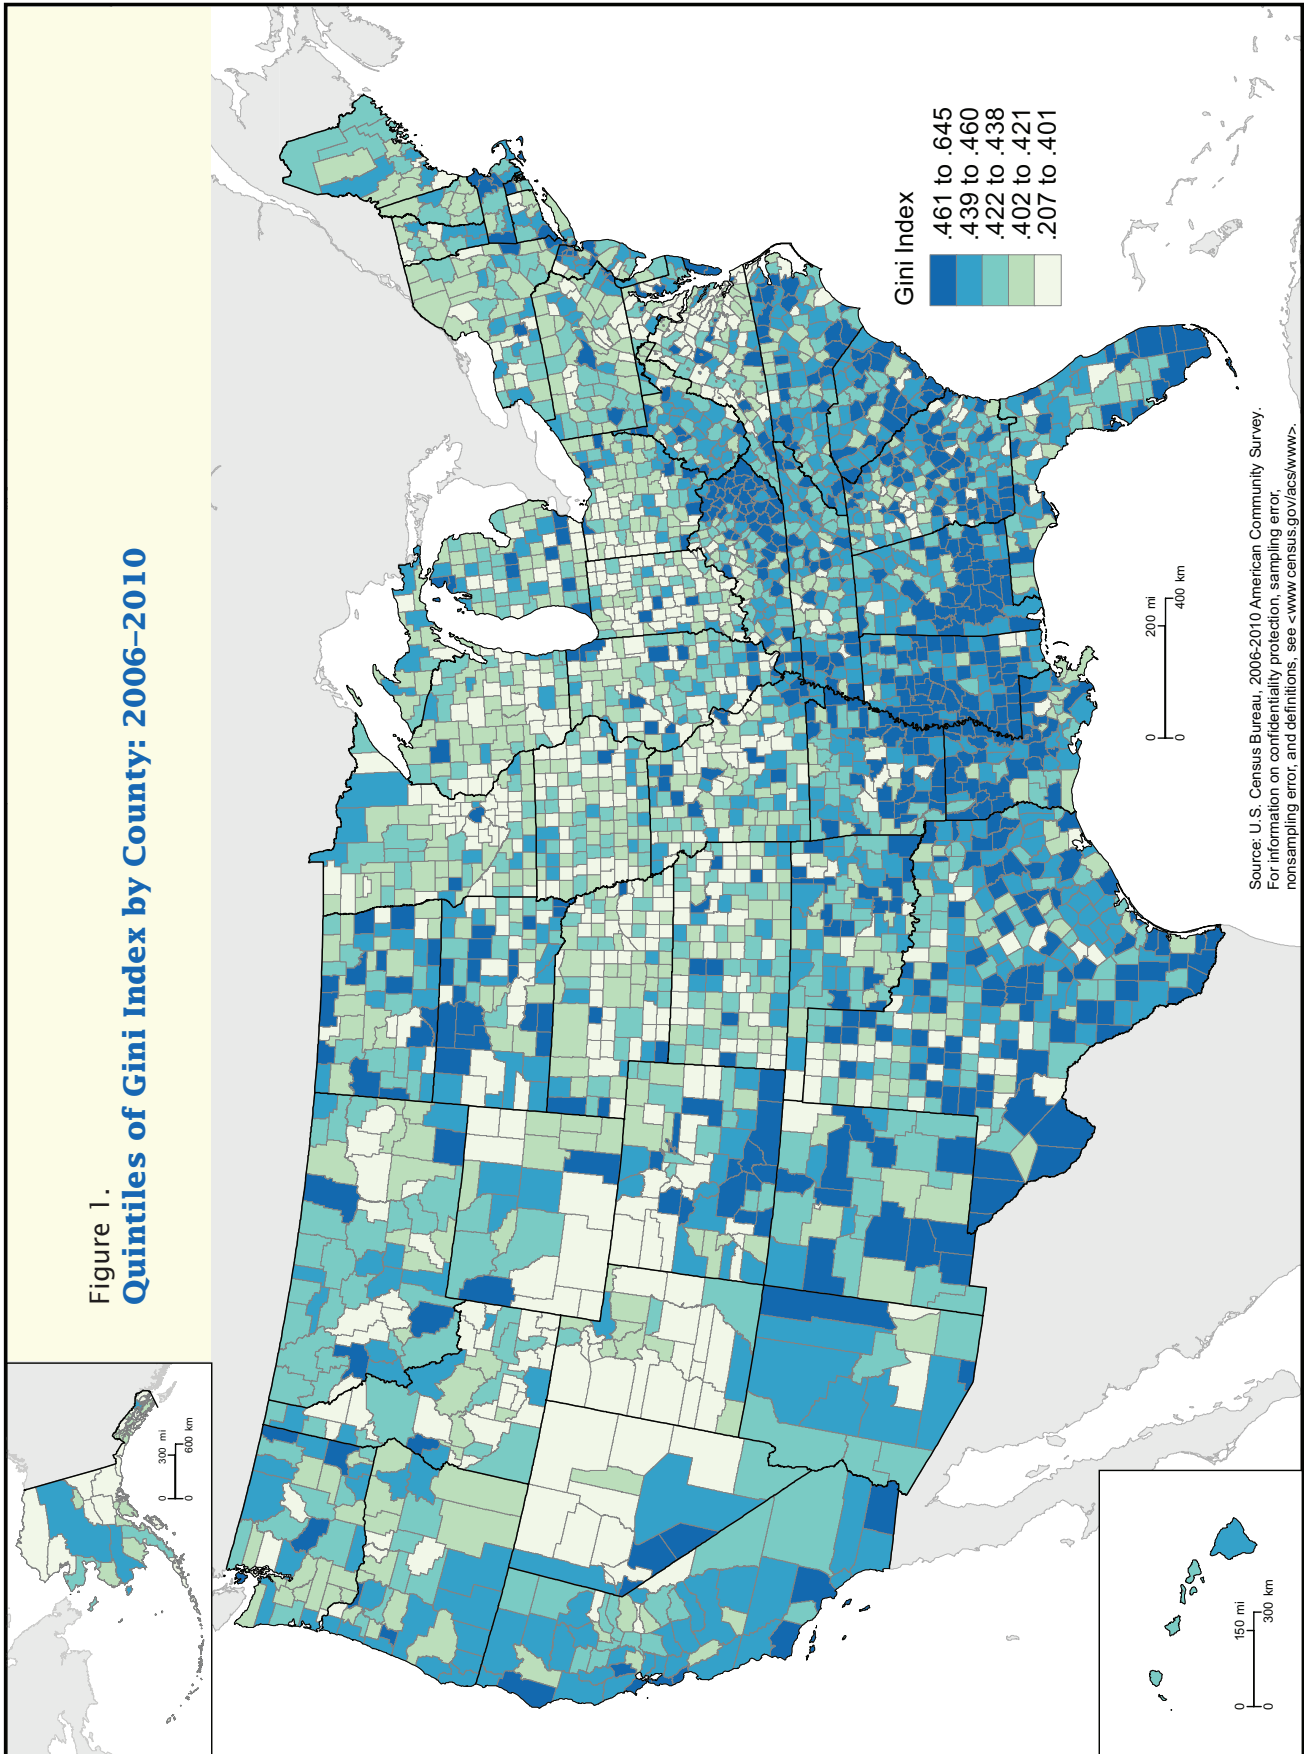 Figure 1.
Quintiles of Gini Index by County: 2006–2010
Gini Index
.461 to .645
.439 to .460
.422 to .438
.402 to .421
.207 to .401
0 300 mi
0 600 km
0 200 mi
0 400 km
0 150 mi
0 300 km
Source: U.S. Census Bureau, 2006-2010 American Community Survey.
For information on confidentiality protection, sampling error,
nonsampling error, and definitions, see <www.census.gov/acs/www>.